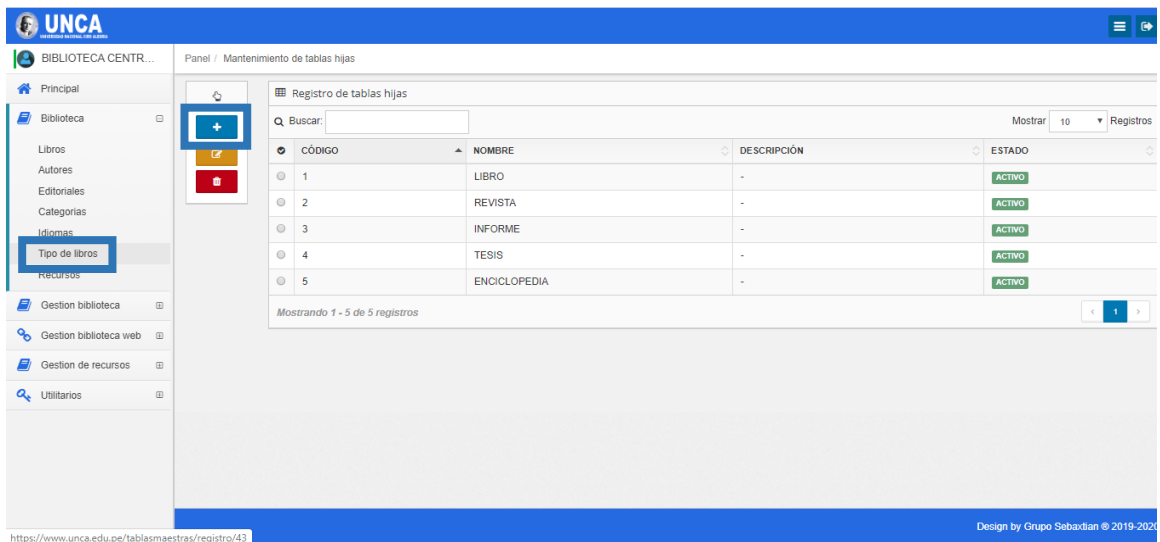 UNCA
UNIVERSIDAD NACIONAL CIRO ALEGRÍA
BIBLIOTECA CENTR...
Panel / Mantenimiento de tablas hijas
Principal
Biblioteca
Libros
Autores
Editoriales
Categorias
Idiomas
Tipo de libros
Recursos
Gestion biblioteca
Gestion biblioteca web
Gestion de recursos
Utilitarios
Registro de tablas hijas
Buscar:
Mostrar 10 Registros
CÓDIGO NOMBRE DESCRIPCIÓN ESTADO
1 LIBRO - ACTIVO
2 REVISTA - ACTIVO
3 INFORME - ACTIVO
4 TESIS - ACTIVO
5 ENCICLOPEDIA - ACTIVO
Mostrando 1 - 5 de 5 registros
< 1 >
Design by Grupo Sebaxtian ® 2019-2020
https://www.unca.edu.pe/tablasmaestras/registro/43